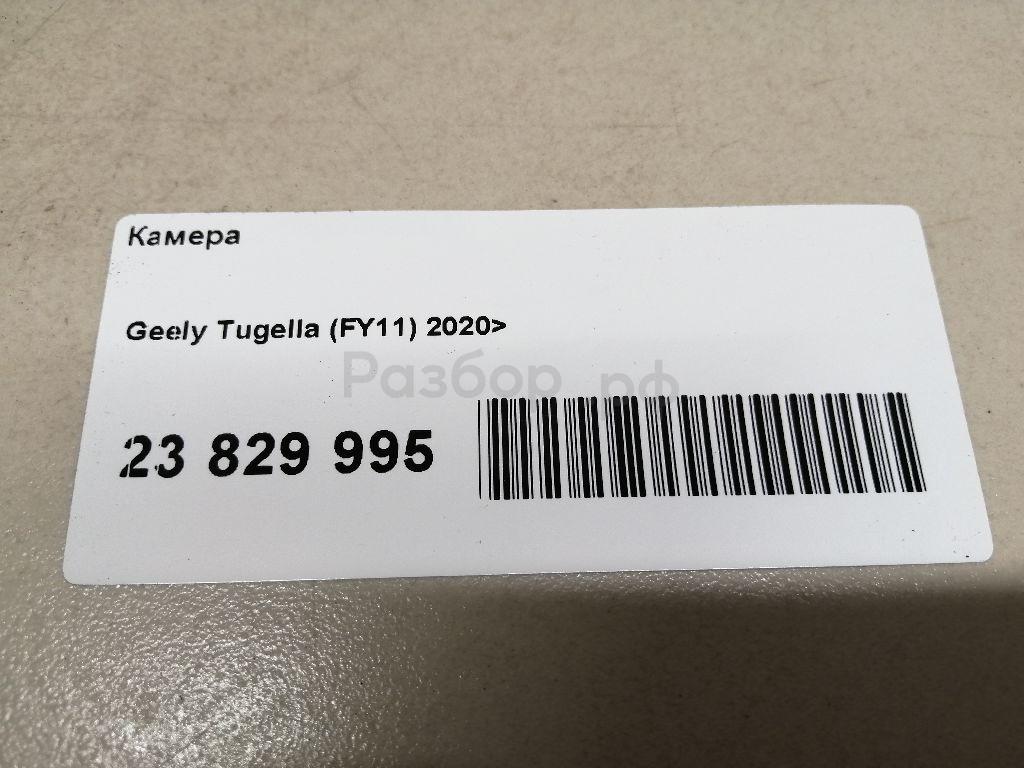 Камера
Geely Tugella (FY11) 2020>
Разбор.рф
23 829 995